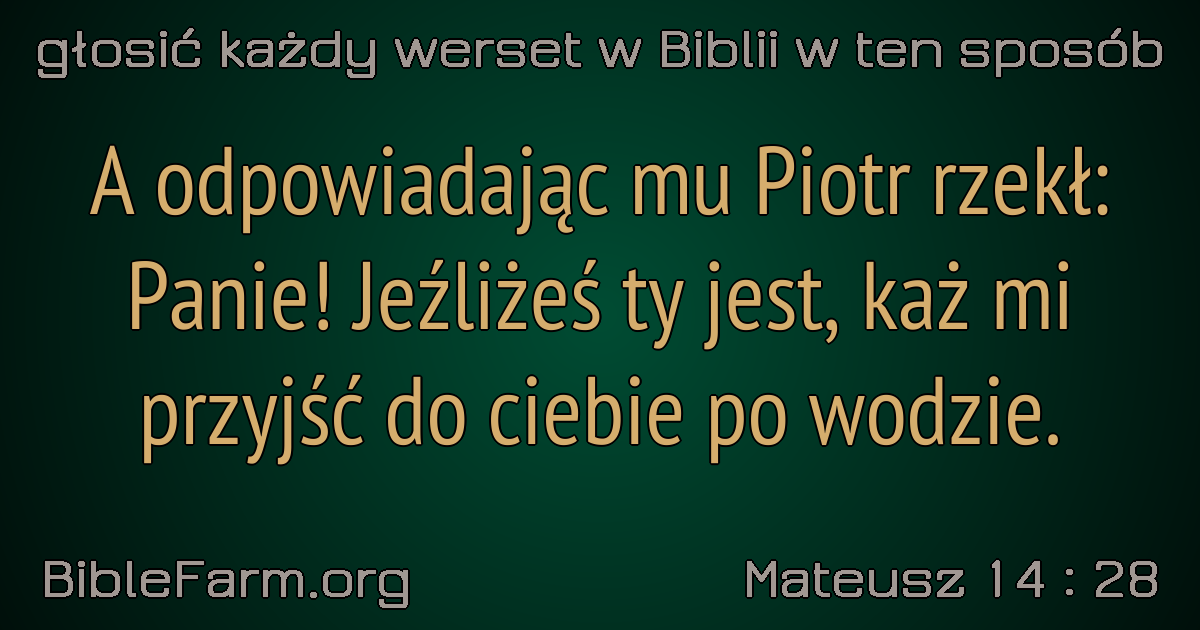 głosić każdy werset w Biblii w ten sposób
A odpowiadając mu Piotr rzekł:
Panie! Jeźliżeś ty jest, każ mi
przyjść do ciebie po wodzie.
BibleFarm.org
Mateusz 14 : 28